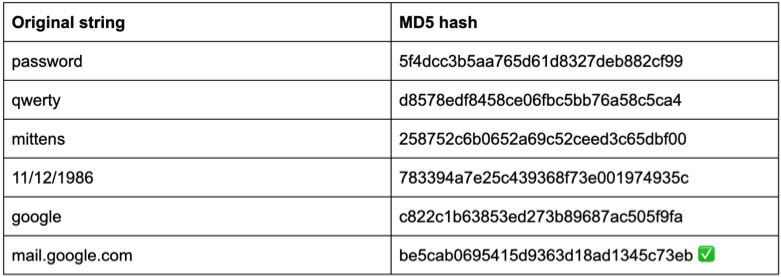 Original string MD5 hash
password 5f4dcc3b5aa765d61d8327deb882cf99
qwerty d8578edf8458ce06fbc5bb76a58c5ca4
mittens 258752c6b0652a69c52ceed3c65dbf00
11/12/1986 783394a7e25c439368f73e001974935c
google c822c1b63853ed273b89687ac505f9fa
mail.google.com be5cab0695415d9363d18ad1345c73eb ✅